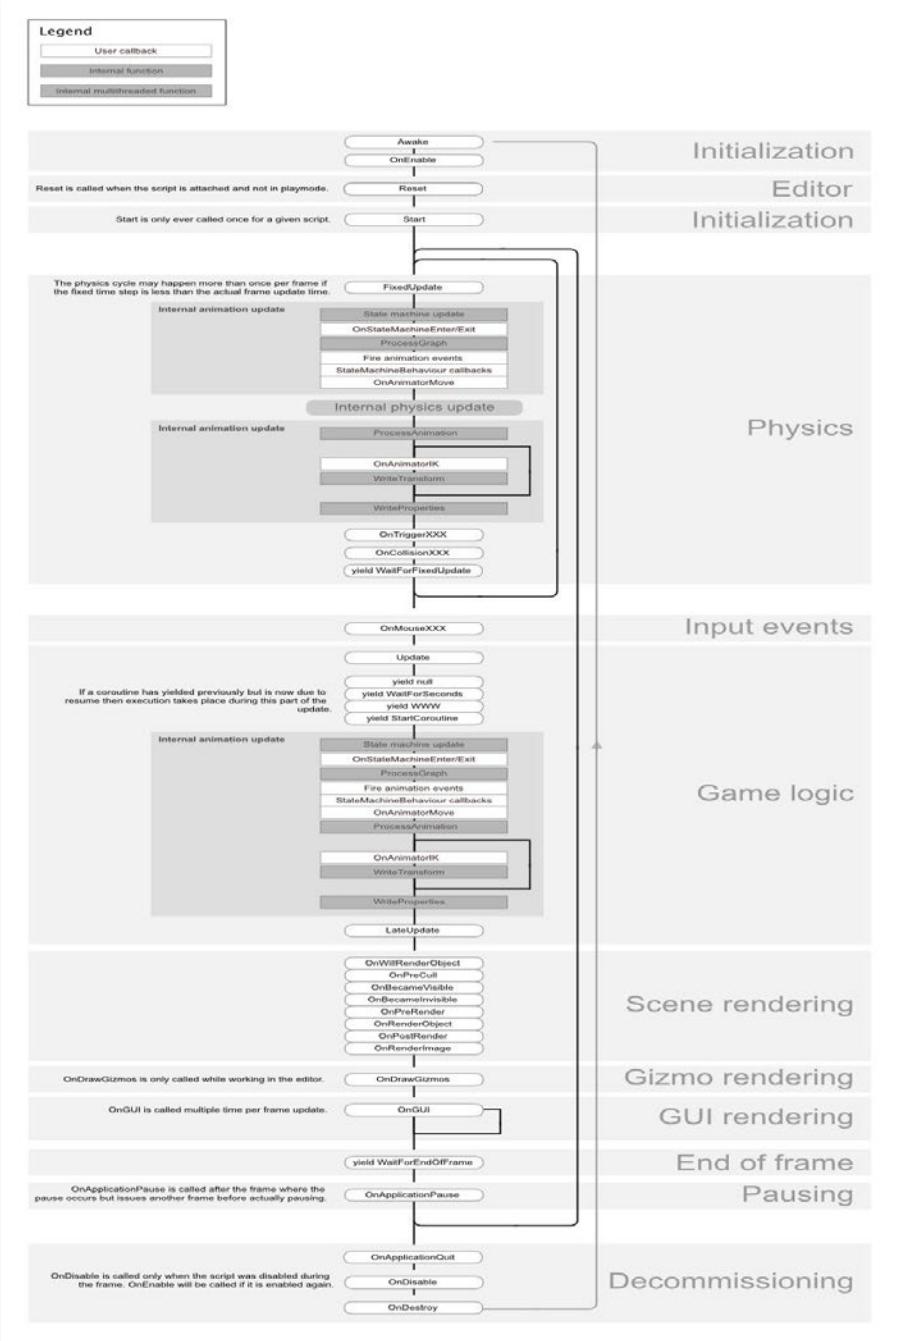 Legend
User callback
Internal function
Internal multithreaded function
Awake
OnEnable
Initialization
Reset is called when the script is attached and not in playmode.
Reset
Editor
Start is only ever called once for a given script.
Start
Initialization
The physics cycle may happen more than once per frame if
the fixed time step is less than the actual frame update time.
FixedUpdate
Internal animation update
State machine update
OnStateMachineEnter/Exit
ProcessGraph
Fire animation events
StateMachineBehaviour callbacks
OnAnimatorMove
Internal physics update
Physics
Internal animation update
ProcessAnimation
OnAnimatorIK
WriteTransform
WriteProperties
OnTriggerXXX
OnCollisionXXX
yield WaitForFixedUpdate
OnMouseXXX
Input events
Update
If a coroutine has yielded previously but is now due to
resume then execution takes place during this part of the
update.
yield null
yield WaitForSeconds
yield WWW
yield StartCoroutine
Internal animation update
State machine update
OnStateMachineEnter/Exit
ProcessGraph
Fire animation events
StateMachineBehaviour callbacks
OnAnimatorMove
ProcessAnimation
Game logic
OnAnimatorIK
WriteTransform
WriteProperties
LateUpdate
OnWillRenderObject
OnPreCull
OnBecameVisible
OnBecameInvisible
OnPreRender
OnRenderObject
OnPostRender
OnRenderImage
Scene rendering
OnDrawGizmos is only called while working in the editor.
OnDrawGizmos
Gizmo rendering
OnGUI is called multiple time per frame update.
OnGUI
GUI rendering
yield WaitForEndOfFrame
End of frame
OnApplicationPause is called after the frame where the
pause occurs but issues another frame before actually pausing.
OnApplicationPause
Pausing
OnApplicationQuit
OnDisable is called only when the script was disabled during
the frame. OnEnable will be called if it is enabled again.
OnDisable
OnDestroy
Decommissioning